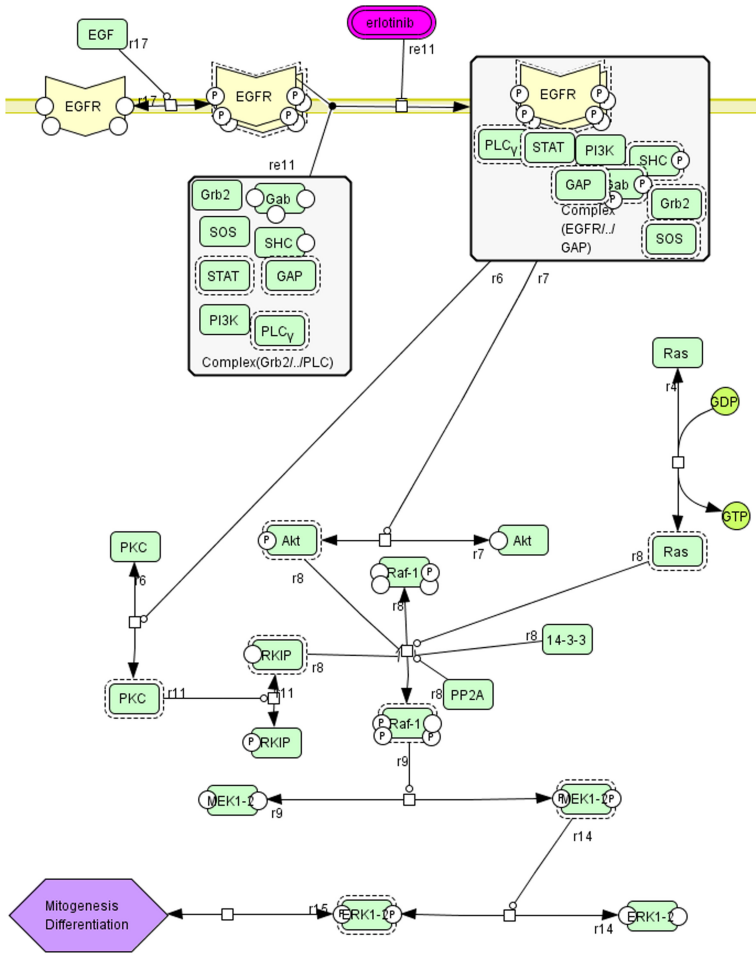 erlotinib
EGF
r17
re11
EGFR
r17
P
EGFR
P
P
P
P
EGFR
P
P
P
re11
PLCγ
STAT
PI3K
SHC
P
GAP
Gab
P
P
Grb2
SOS
Complex
(EGFR/../
GAP)
Grb2
Gab
SOS
SHC
STAT
GAP
PI3K
PLCγ
Complex(Grb2/../PLC)
r6
r7
Ras
r4
GDP
GTP
Ras
r8
PKC
r6
P
Akt
r7
Akt
r8
Raf-1
P
r8
r8
14-3-3
RKIP
r8
r8
PP2A
PKC
r11
r11
P
RKIP
P
Raf-1
P
P
r9
MEK1-2
r9
P
MEK1-2
P
r14
Mitogenesis
Differentiation
r15
P
ERK1-2
P
r14
ERK1-2